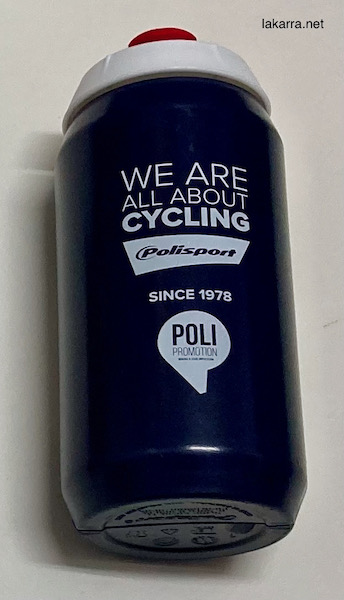 lakarra.net
WE ARE
ALL ABOUT
CYCLING
Polisport
SINCE 1978
POLI
PROMOTION